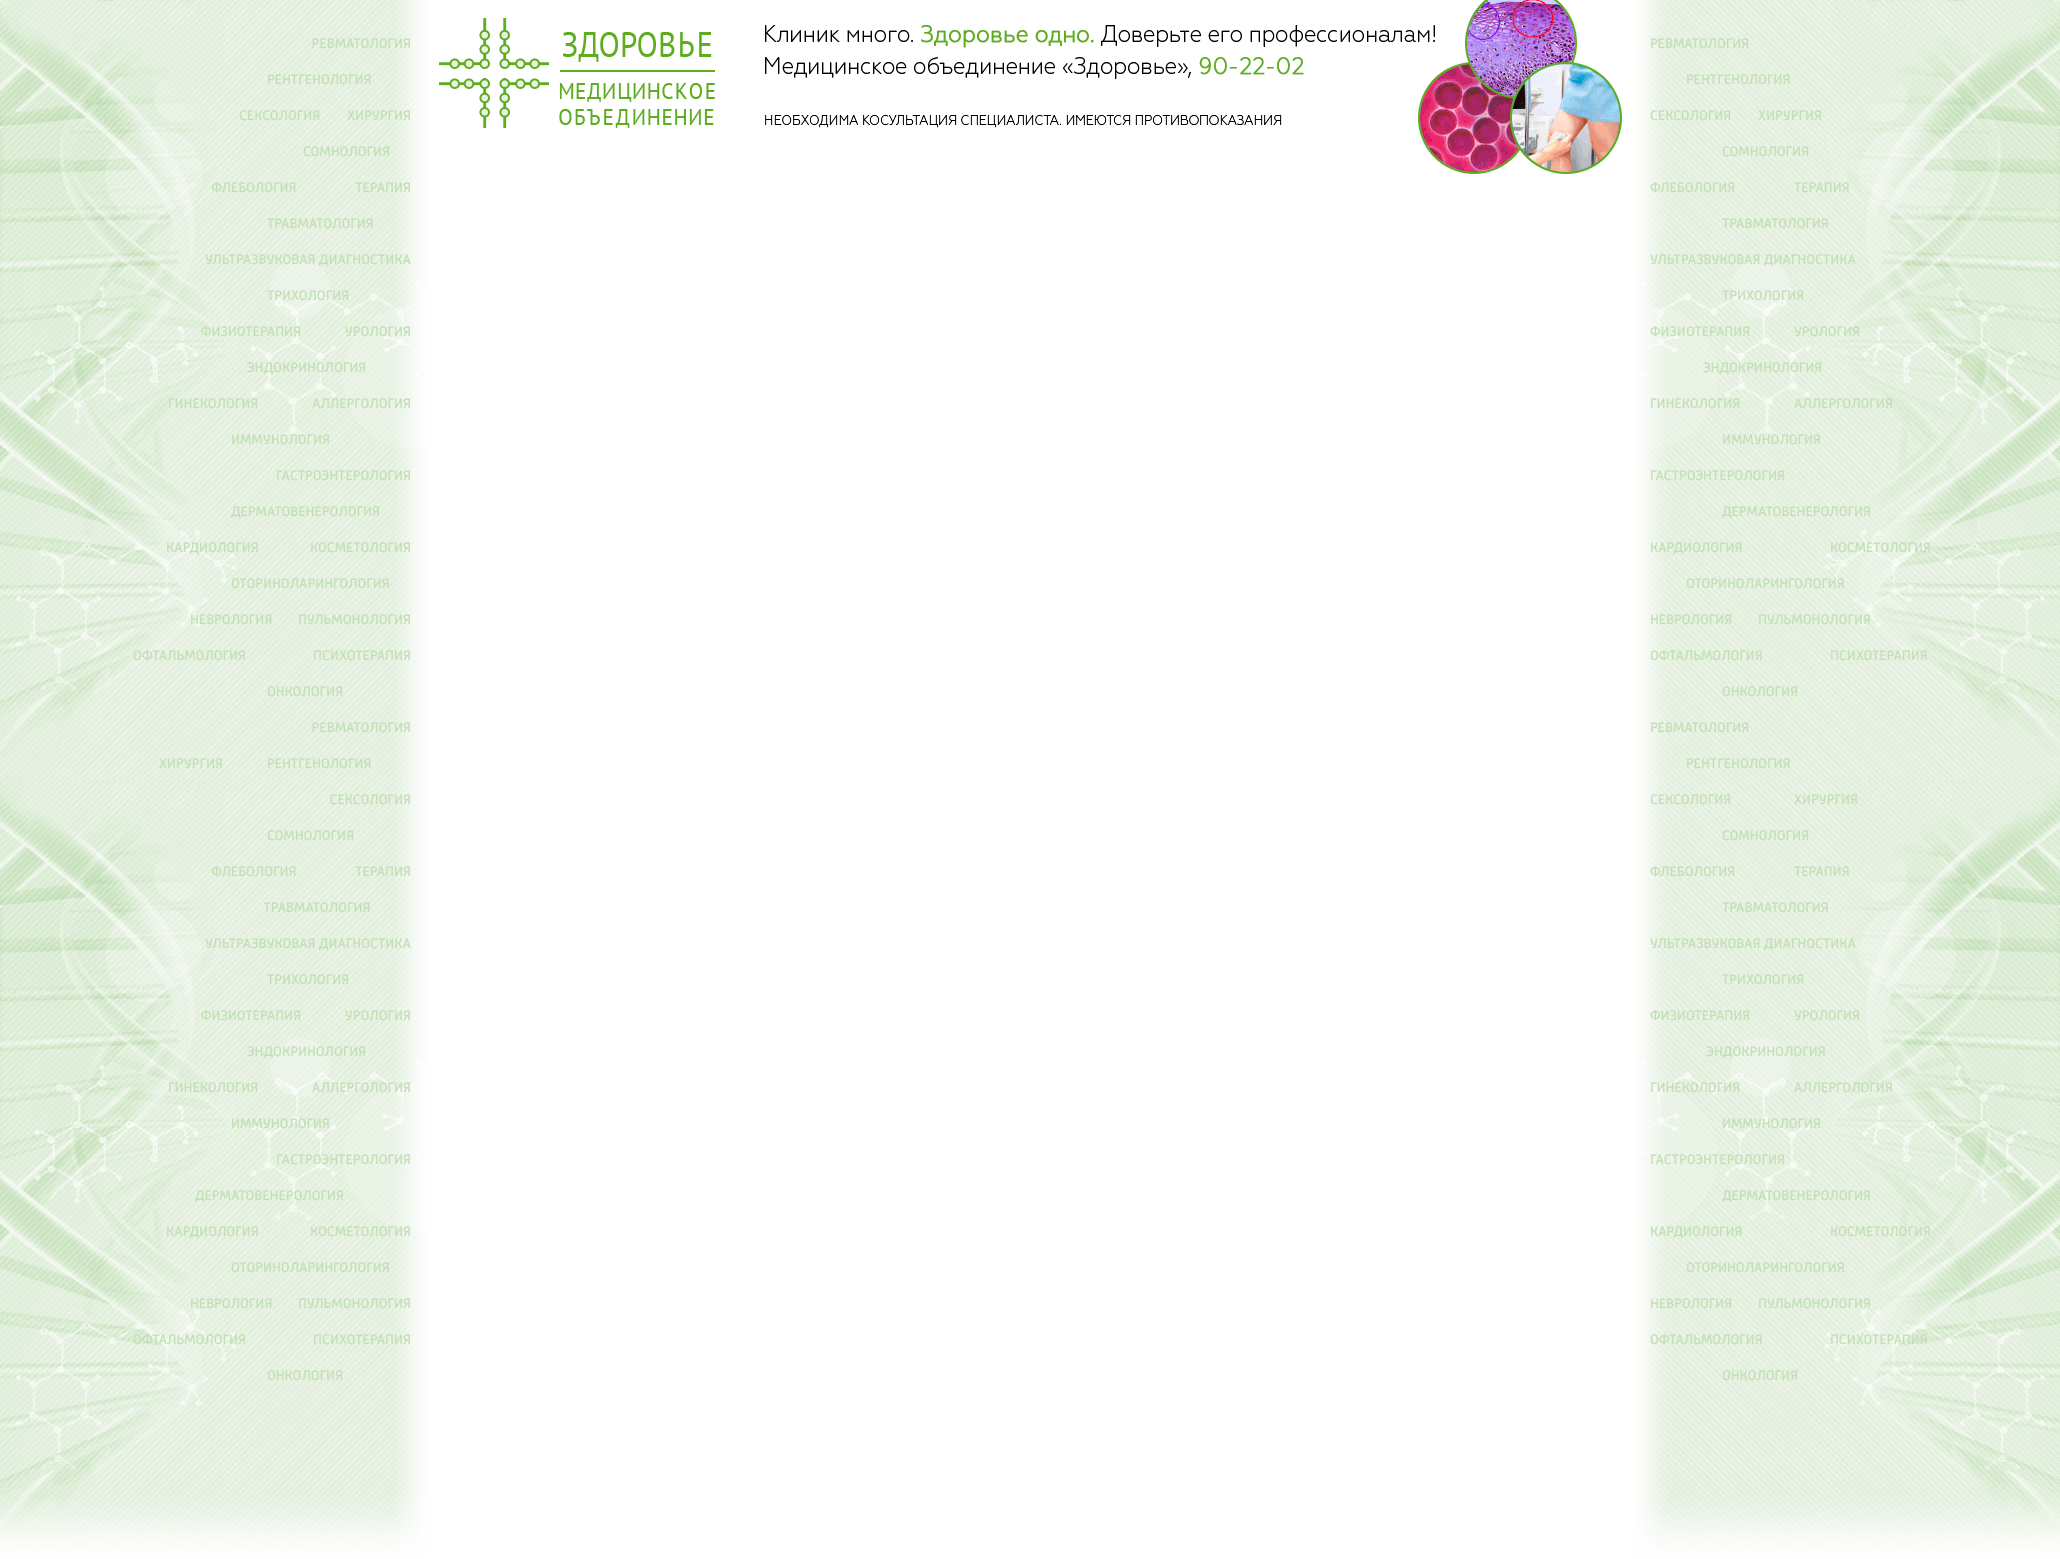 ЗДОРОВЬЕ
МЕДИЦИНСКОЕ
ОБЪЕДИНЕНИЕ
Клиник много. Здоровье одно. Доверьте его профессионалам!
Медицинское объединение «Здоровье», 90-22-02
НЕОБХОДИМА КОСУЛЬТАЦИЯ СПЕЦИАЛИСТА. ИМЕЮТСЯ ПРОТИВОПОКАЗАНИЯ
РЕВМАТОЛОГИЯ
РЕНТГЕНОЛОГИЯ
СЕКСОЛОГИЯ ХИРУРГИЯ
СОМНОЛОГИЯ
ФЛЕБОЛОГИЯ ТЕРАПИЯ
ТРАВМАТОЛОГИЯ
УЛЬТРАЗВУКОВАЯ ДИАГНОСТИКА
ТРИХОЛОГИЯ
ФИЗИОТЕРАПИЯ УРОЛОГИЯ
ЭНДОКРИНОЛОГИЯ
ГИНЕКОЛОГИЯ АЛЛЕРГОЛОГИЯ
ИММУНОЛОГИЯ
ГАСТРОЭНТЕРОЛОГИЯ
ДЕРМАТОВЕНЕРОЛОГИЯ
КАРДИОЛОГИЯ КОСМЕТОЛОГИЯ
ОТОРИНОЛАРИНГОЛОГИЯ
НЕВРОЛОГИЯ ПУЛЬМОНОЛОГИЯ
ОФТАЛЬМОЛОГИЯ ПСИХОТЕРАПИЯ
ОНКОЛОГИЯ
РЕВМАТОЛОГИЯ
ХИРУРГИЯ РЕНТГЕНОЛОГИЯ
СЕКСОЛОГИЯ
СОМНОЛОГИЯ
ФЛЕБОЛОГИЯ ТЕРАПИЯ
ТРАВМАТОЛОГИЯ
УЛЬТРАЗВУКОВАЯ ДИАГНОСТИКА
ТРИХОЛОГИЯ
ФИЗИОТЕРАПИЯ УРОЛОГИЯ
ЭНДОКРИНОЛОГИЯ
ГИНЕКОЛОГИЯ АЛЛЕРГОЛОГИЯ
ИММУНОЛОГИЯ
ГАСТРОЭНТЕРОЛОГИЯ
ДЕРМАТОВЕНЕРОЛОГИЯ
КАРДИОЛОГИЯ КОСМЕТОЛОГИЯ
ОТОРИНОЛАРИНГОЛОГИЯ
НЕВРОЛОГИЯ ПУЛЬМОНОЛОГИЯ
ОФТАЛЬМОЛОГИЯ ПСИХОТЕРАПИЯ
ОНКОЛОГИЯ
РЕВМАТОЛОГИЯ
РЕНТГЕНОЛОГИЯ
СЕКСОЛОГИЯ ХИРУРГИЯ
СОМНОЛОГИЯ
ФЛЕБОЛОГИЯ ТЕРАПИЯ
ТРАВМАТОЛОГИЯ
УЛЬТРАЗВУКОВАЯ ДИАГНОСТИКА
ТРИХОЛОГИЯ
ФИЗИОТЕРАПИЯ УРОЛОГИЯ
ЭНДОКРИНОЛОГИЯ
ГИНЕКОЛОГИЯ АЛЛЕРГОЛОГИЯ
ИММУНОЛОГИЯ
ГАСТРОЭНТЕРОЛОГИЯ
ДЕРМАТОВЕНЕРОЛОГИЯ
КАРДИОЛОГИЯ КОСМЕТОЛОГИЯ
ОТОРИНОЛАРИНГОЛОГИЯ
НЕВРОЛОГИЯ ПУЛЬМОНОЛОГИЯ
ОФТАЛЬМОЛОГИЯ ПСИХОТЕРАПИЯ
ОНКОЛОГИЯ
РЕВМАТОЛОГИЯ
РЕНТГЕНОЛОГИЯ
СЕКСОЛОГИЯ ХИРУРГИЯ
СОМНОЛОГИЯ
ФЛЕБОЛОГИЯ ТЕРАПИЯ
ТРАВМАТОЛОГИЯ
УЛЬТРАЗВУКОВАЯ ДИАГНОСТИКА
ТРИХОЛОГИЯ
ФИЗИОТЕРАПИЯ УРОЛОГИЯ
ЭНДОКРИНОЛОГИЯ
ГИНЕКОЛОГИЯ АЛЛЕРГОЛОГИЯ
ИММУНОЛОГИЯ
ГАСТРОЭНТЕРОЛОГИЯ
ДЕРМАТОВЕНЕРОЛОГИЯ
КАРДИОЛОГИЯ КОСМЕТОЛОГИЯ
ОТОРИНОЛАРИНГОЛОГИЯ
НЕВРОЛОГИЯ ПУЛЬМОНОЛОГИЯ
ОФТАЛЬМОЛОГИЯ ПСИХОТЕРАПИЯ
ОНКОЛОГИЯ